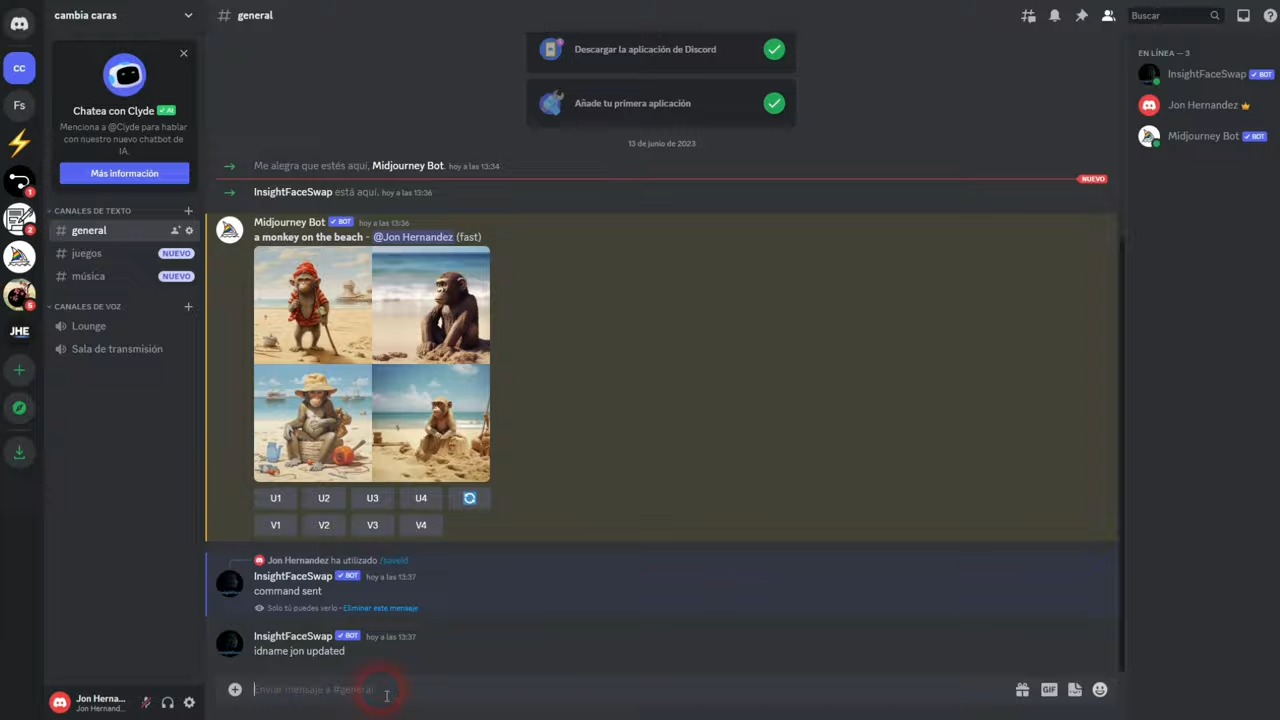 cambia caras
general
Buscar
Descargar la aplicación de Discord
Añade tu primera aplicación
13 de junio de 2023
Me alegra que estés aquí, Midjourney Bot. hoy a las 13:34
NUEVO
InsightFaceSwap está aquí. hoy a las 13:36
Midjourney Bot BOT hoy a las 13:36
a monkey on the beach - @Jon Hernandez (fast)
U1 U2 U3 U4
V1 V2 V3 V4
Jon Hernandez ha utilizado /saveid
InsightFaceSwap BOT hoy a las 13:37
command sent
Solo tú puedes verlo • Eliminar este mensaje
InsightFaceSwap BOT hoy a las 13:37
idname jon updated
Enviar mensaje a #general
GIF
CC
Fs
1
2
5
JHE
Chatea con Clyde AI
Menciona a @Clyde para hablar
con nuestro nuevo chatbot de
IA.
Más información
CANALES DE TEXTO
general
juegos NUEVO
música NUEVO
CANALES DE VOZ
Lounge
Sala de transmisión
Jon Herna...
Jon Hernand...
EN LÍNEA — 3
InsightFaceSwap BOT
Jon Hernandez
Midjourney Bot BOT